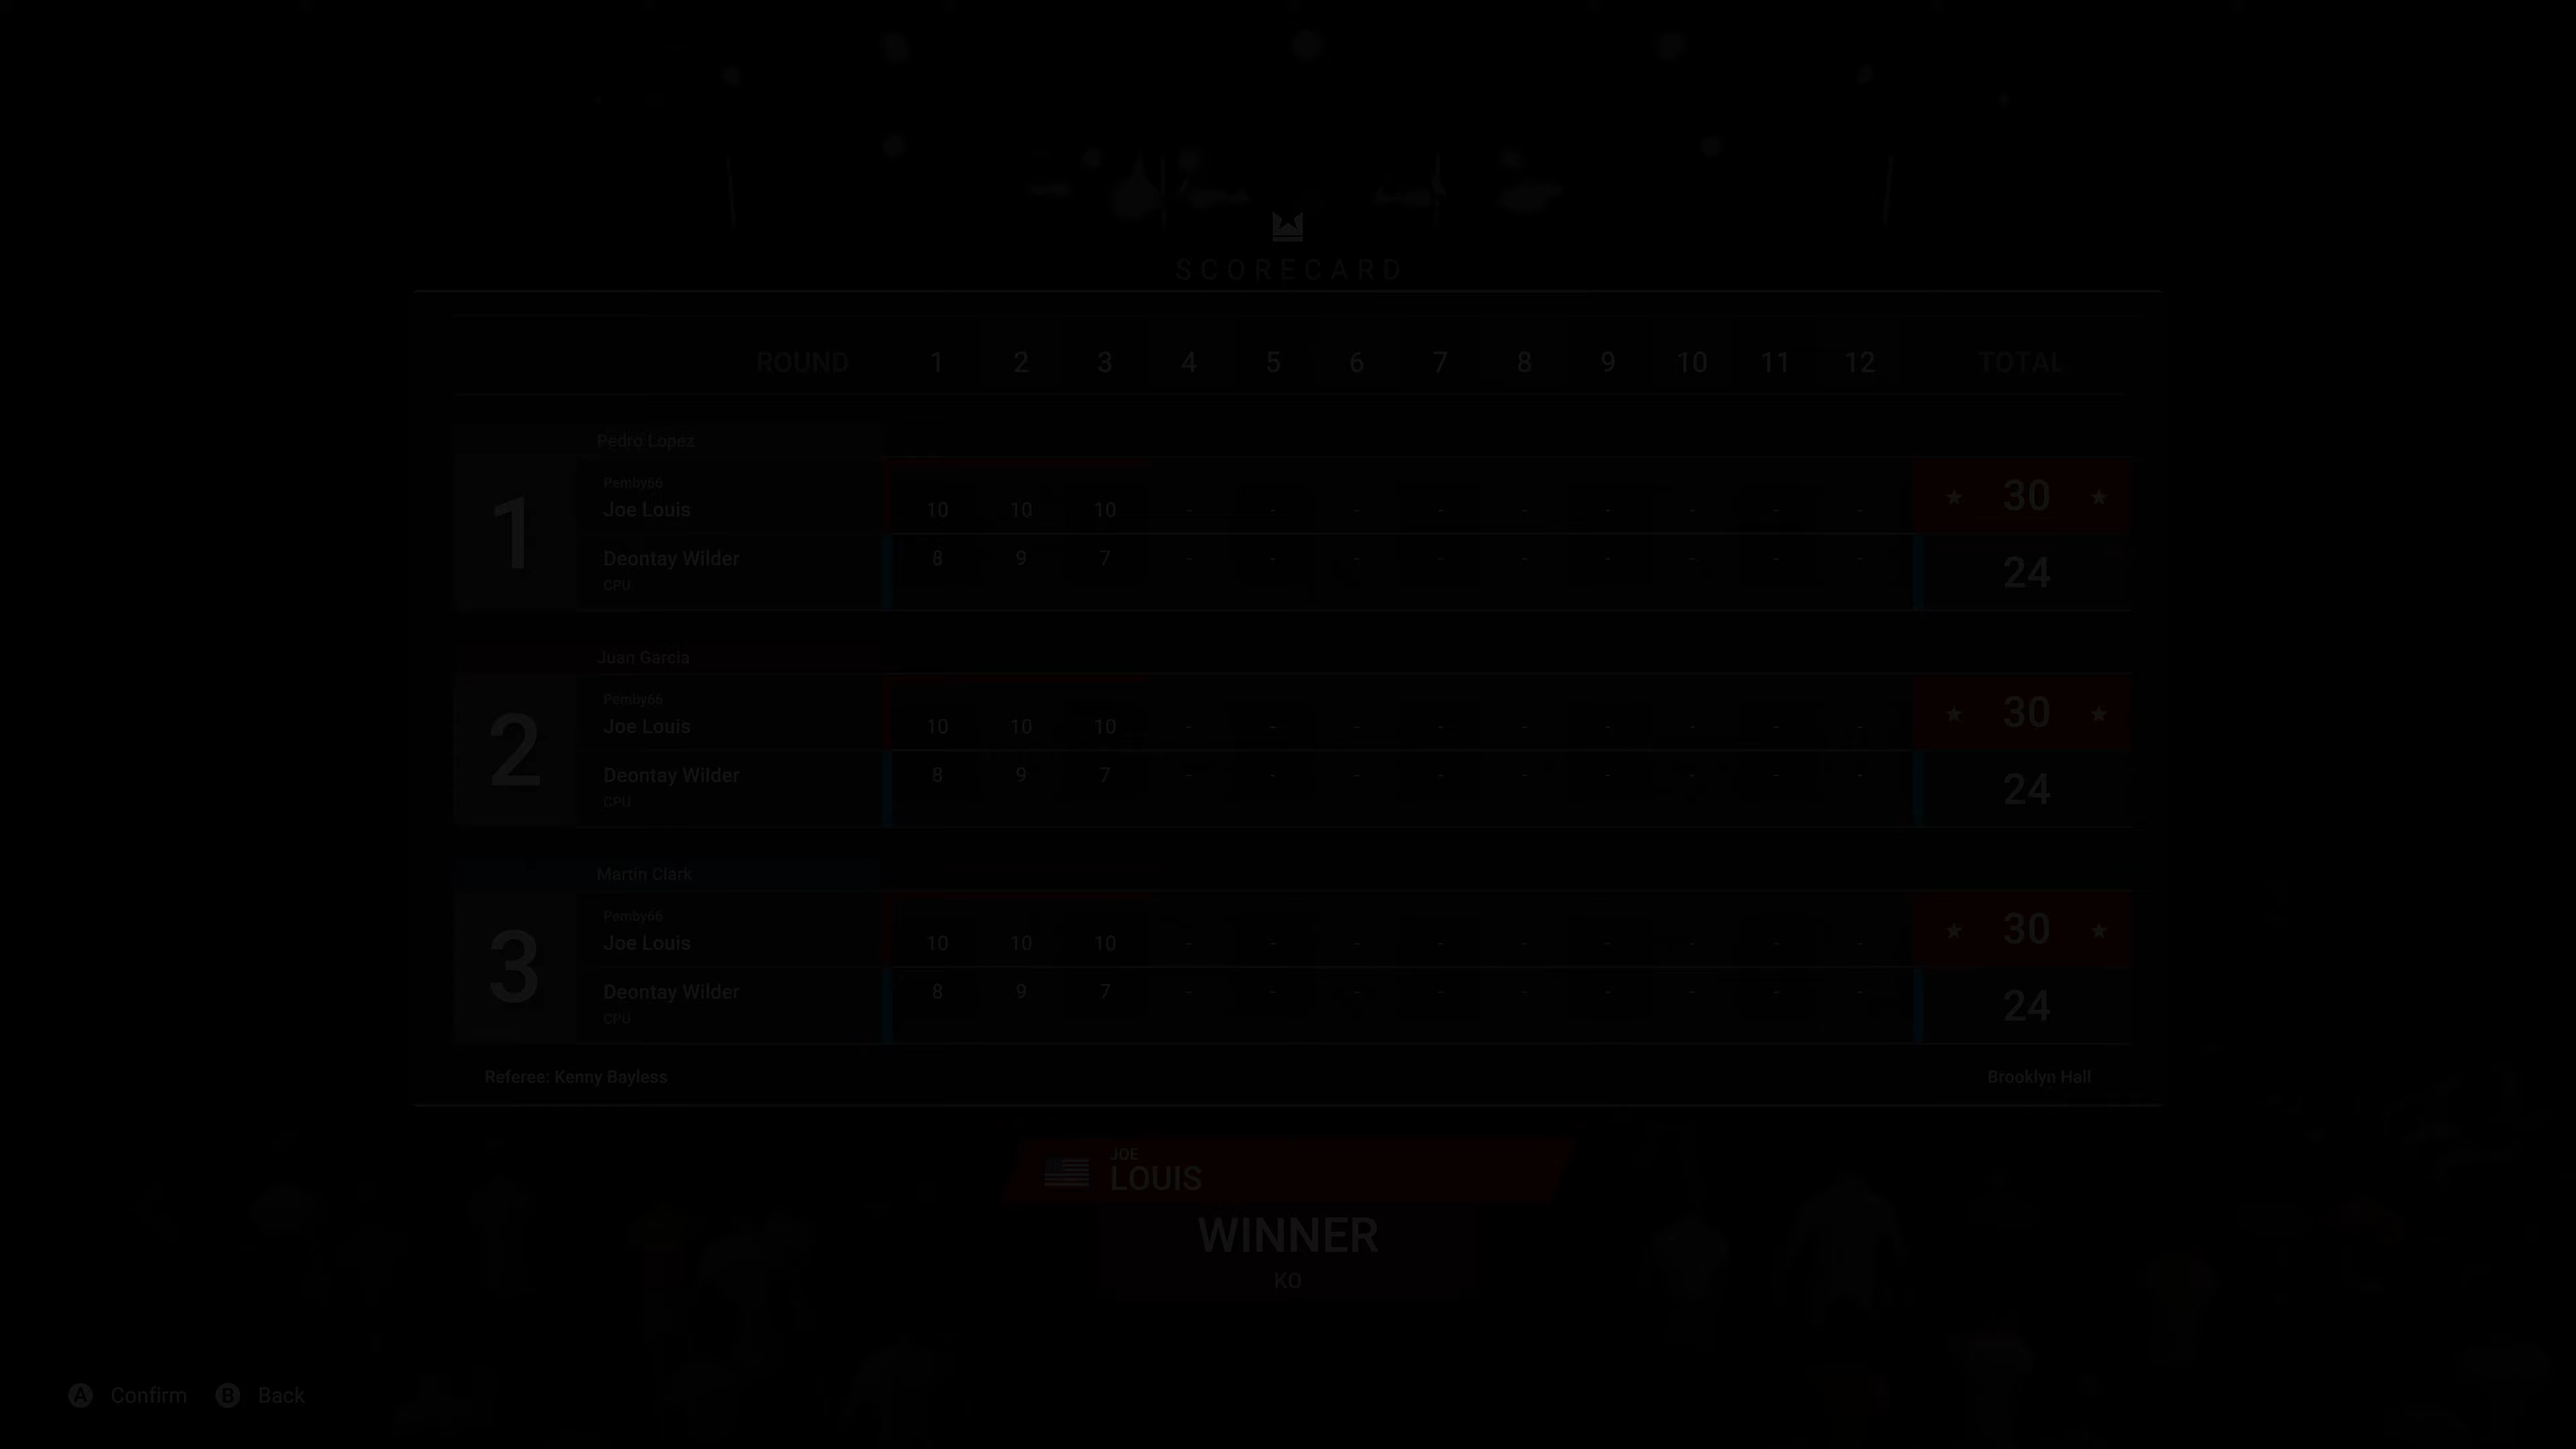 SCORECARD
ROUND 1 2 3 4 5 6 7 8 9 10 11 12 TOTAL
Pedro Lopez
1
Pemby66
Joe Louis 10 10 10 - - - - - - - - - ★ 30 ★
Deontay Wilder 8 9 7 - - - - - - - - - 24
CPU
Juan Garcia
2
Pemby66
Joe Louis 10 10 10 - - - - - - - - - ★ 30 ★
Deontay Wilder 8 9 7 - - - - - - - - - 24
CPU
Martin Clark
3
Pemby66
Joe Louis 10 10 10 - - - - - - - - - ★ 30 ★
Deontay Wilder 8 9 7 - - - - - - - - - 24
CPU
Referee: Kenny Bayless Brooklyn Hall
JOE
LOUIS
WINNER
KO
A Confirm B Back